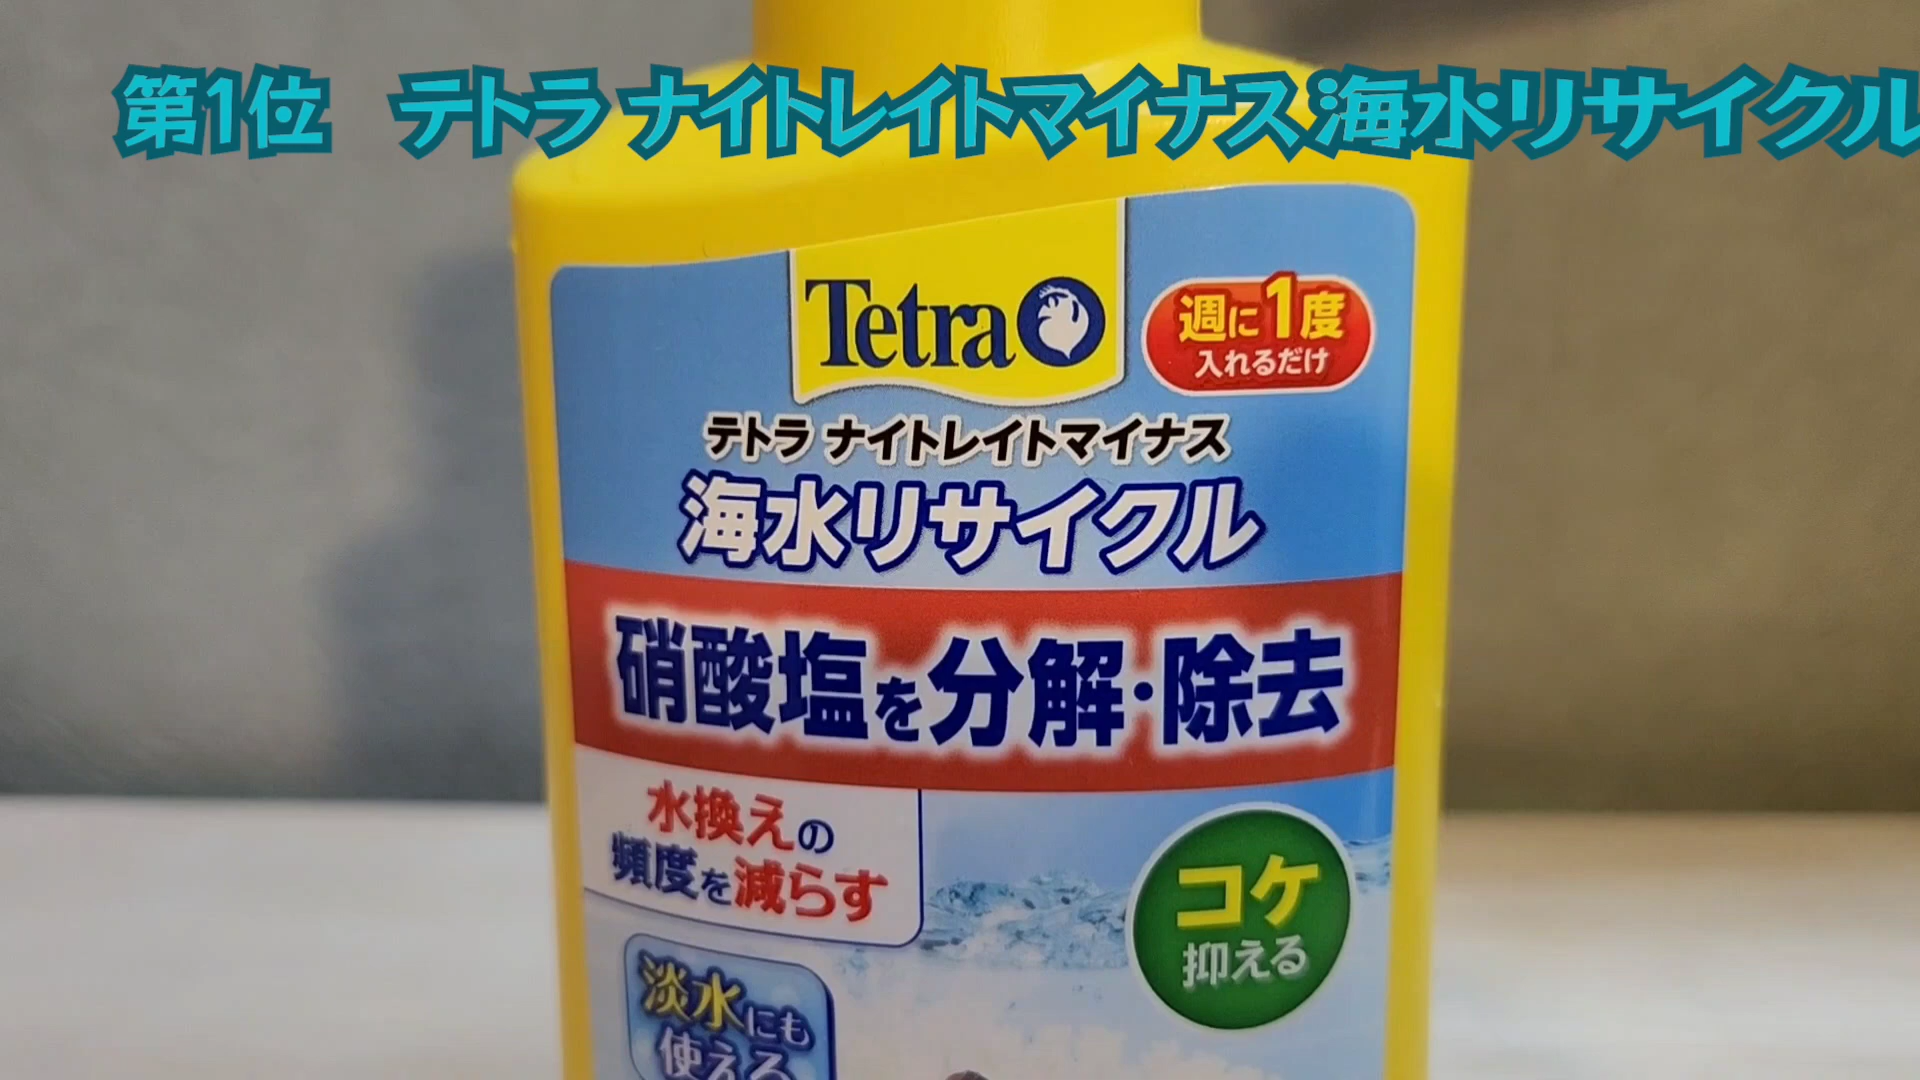 第1位 テトラ ナイトレイトマイナス 海水リサイクル
Tetra
週に1度
入れるだけ
テトラ ナイトレイトマイナス
海水リサイクル
硝酸塩を分解・除去
水換えの
頻度を減らす
コケ
抑える
淡水にも
使える